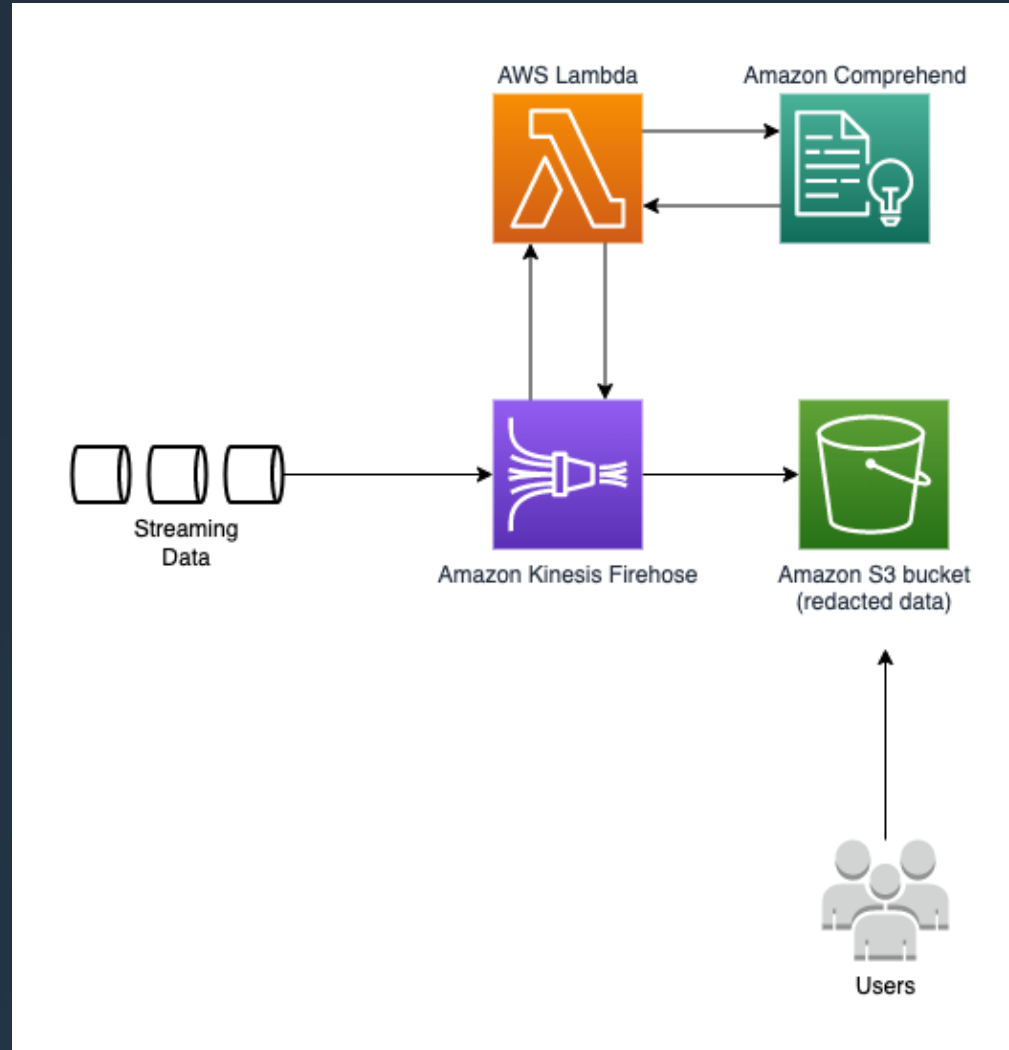 AWS Lambda
Amazon Comprehend
Streaming
Data
Amazon Kinesis Firehose
Amazon S3 bucket
(redacted data)
Users